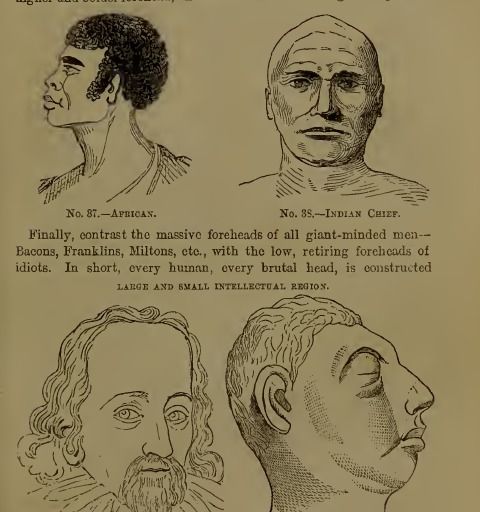 No. 37.—AFRICAN.
No. 38.—INDIAN CHIEF.
Finally, contrast the massive foreheads of all giant-minded men—
Bacons, Franklins, Miltons, etc., with the low, retiring foreheads of
idiots. In short, every human, every brutal head, is constructed
LARGE AND SMALL INTELLECTUAL REGION.